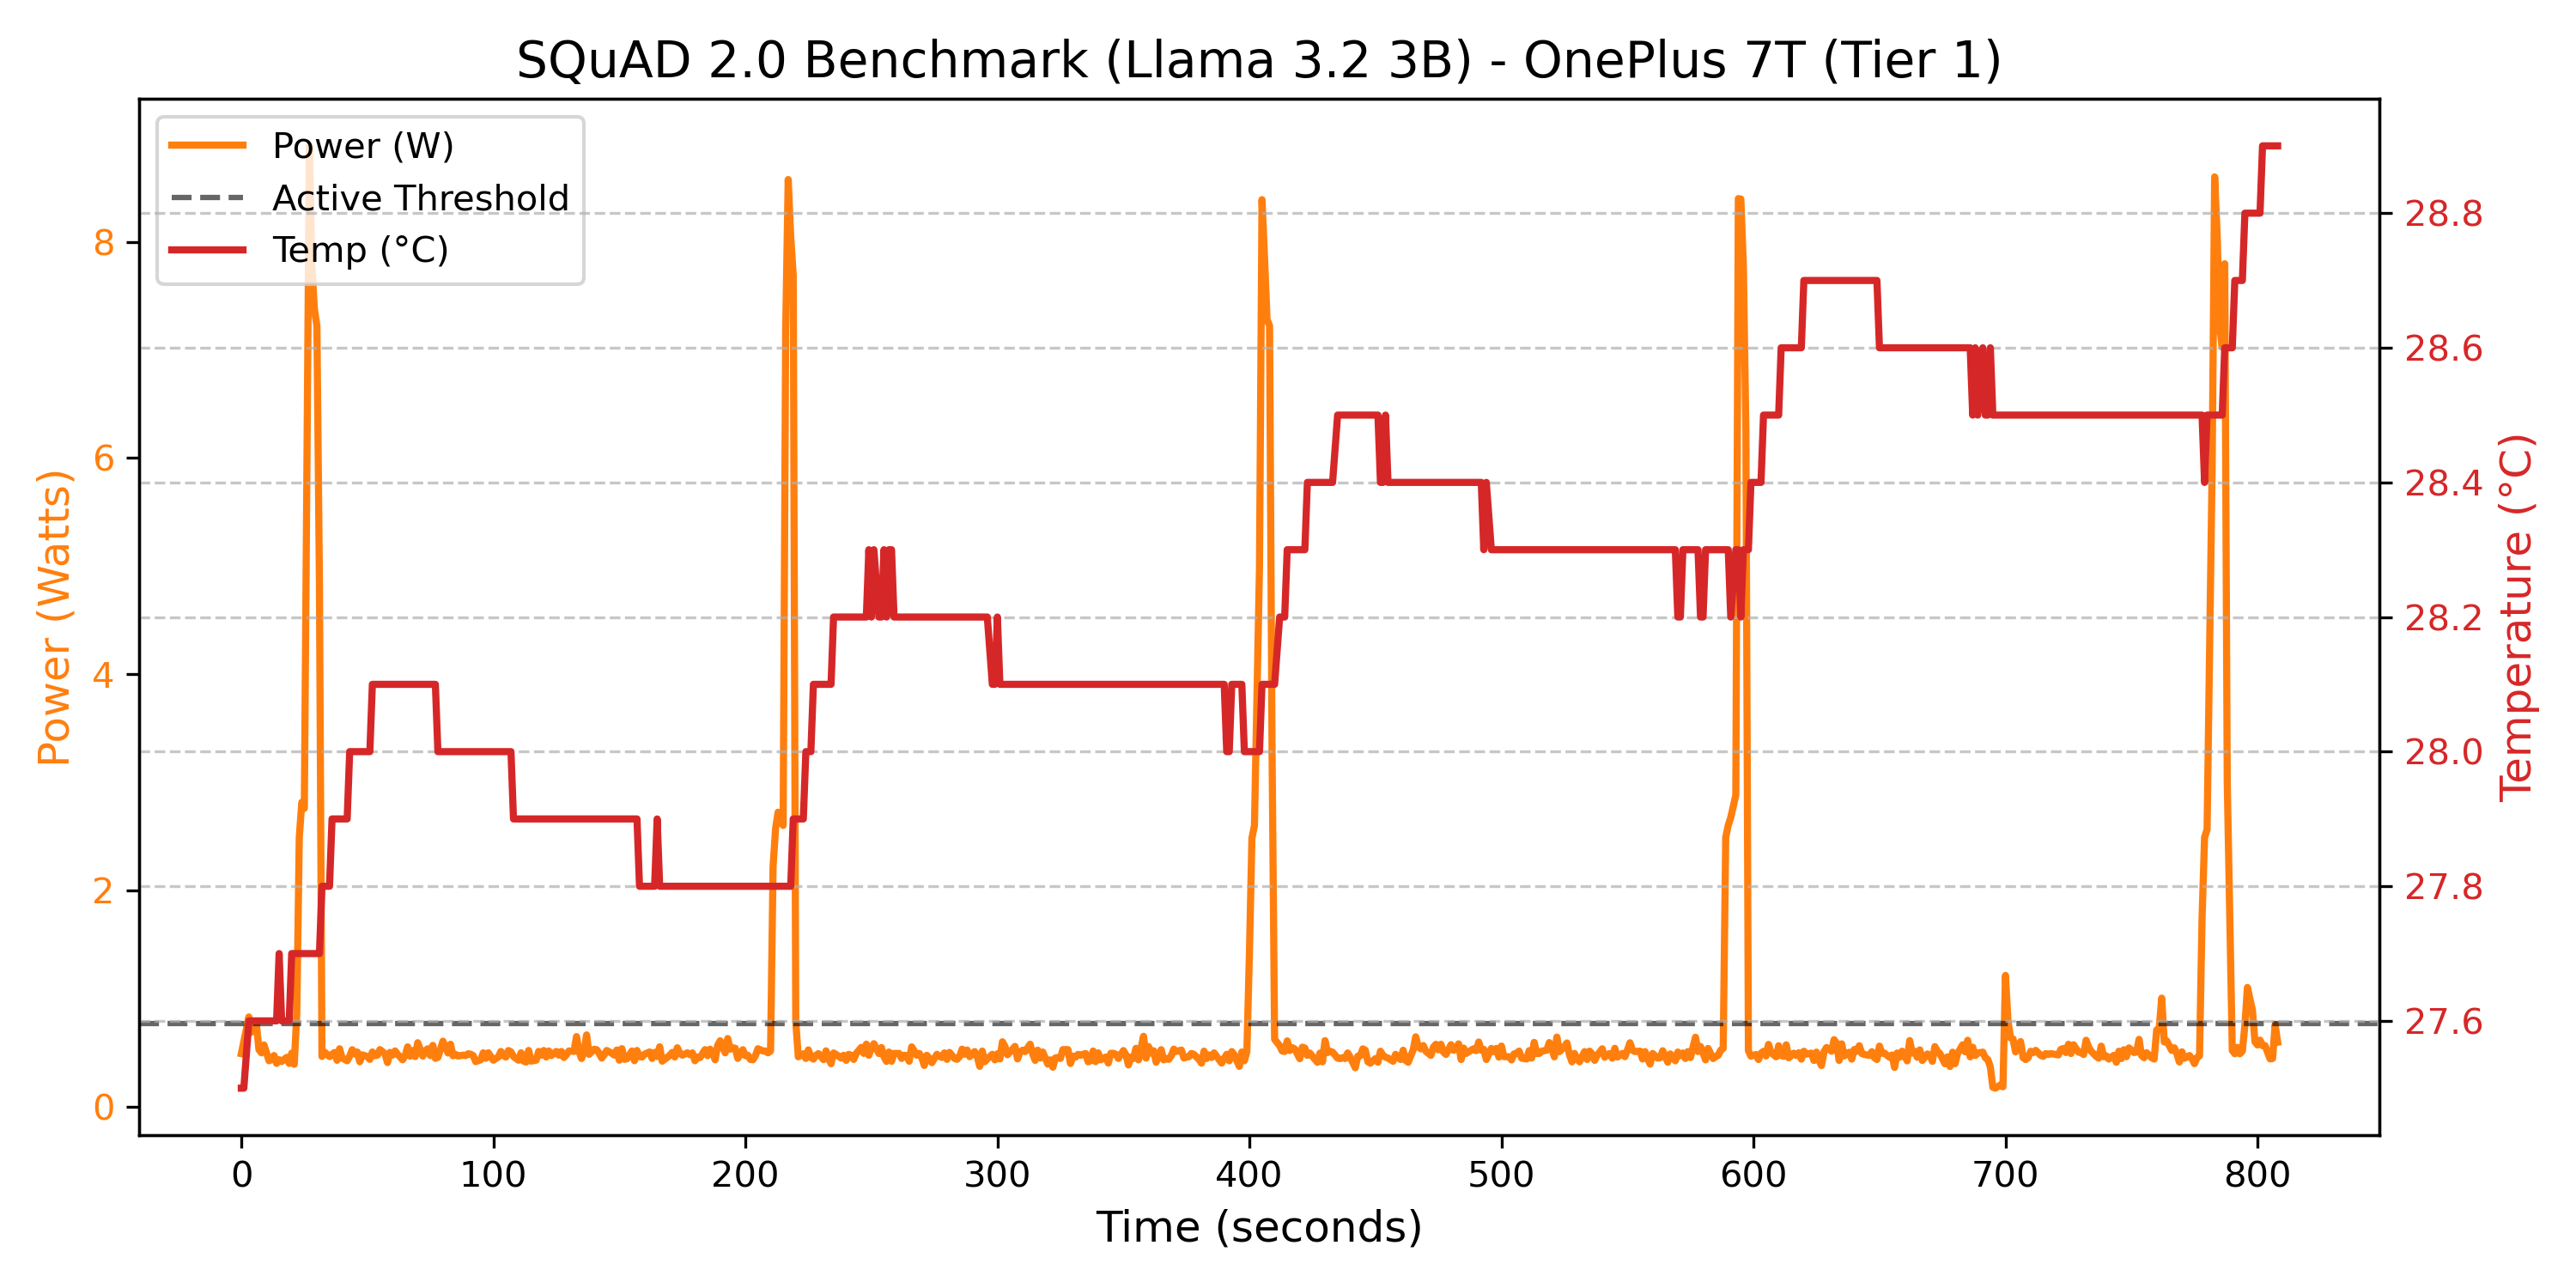 SQuAD 2.0 Benchmark (Llama 3.2 3B) - OnePlus 7T (Tier 1)
Power (W)
Active Threshold
Temp (°C)
Power (Watts)
8
6
4
2
0
28.8
28.6
28.4
28.2
28.0
27.8
27.6
Temperature (°C)
0 100 200 300 400 500 600 700 800
Time (seconds)